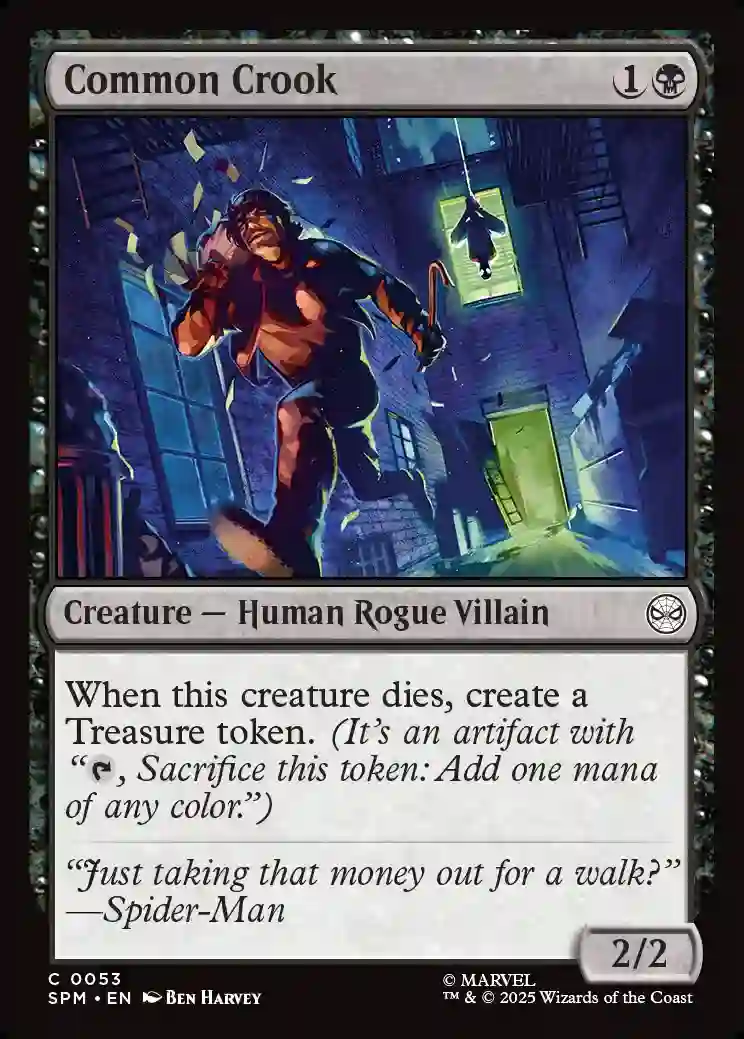 Common Crook 1
Creature — Human Rogue Villain
When this creature dies, create a
Treasure token. (It's an artifact with
“, Sacrifice this token: Add one mana
of any color.”)
“Just taking that money out for a walk?”
—Spider-Man
2/2
C 0053
SPM • EN Ben Harvey
© MARVEL
™ & © 2025 Wizards of the Coast